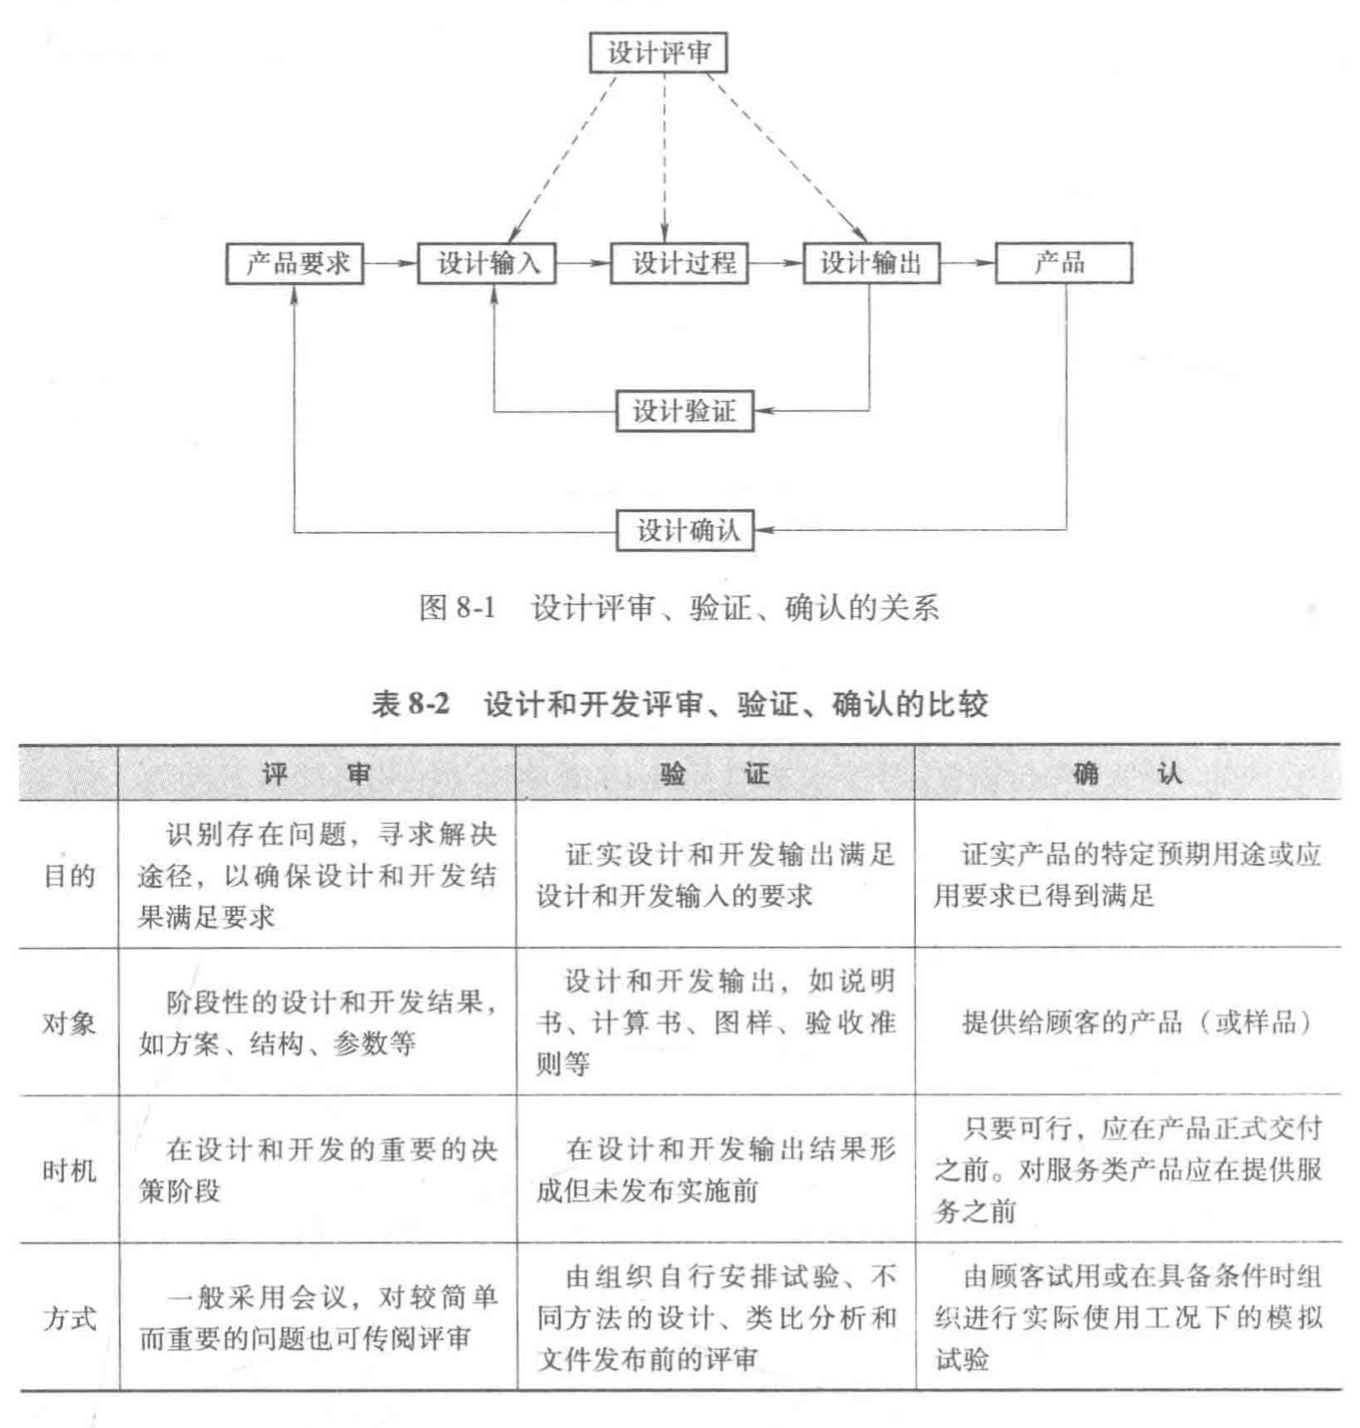 设计评审
产品要求
设计输入
设计过程
设计输出
产品
设计验证
设计确认
图 8-1 设计评审、验证、确认的关系
表 8-2 设计和开发评审、验证、确认的比较
评 审
验 证
确 认
目的
识别存在问题，寻求解决
途径，以确保设计和开发结
果满足要求
证实设计和开发输出满足
设计和开发输入的要求
证实产品的特定预期用途或应
用要求已得到满足
对象
阶段性的设计和开发结果，
如方案、结构、参数等
设计和开发输出，如说明
书、计算书、图样、验收准
则等
提供给顾客的产品（或样品）
时机
在设计和开发的重要的决
策阶段
在设计和开发输出结果形
成但未发布实施前
只要可行，应在产品正式交付
之前。对服务类产品应在提供服
务之前
方式
一般采用会议，对较简单
而重要的问题也可传阅评审
由组织自行安排试验、不
同方法的设计、类比分析和
文件发布前的评审
由顾客试用或在具备条件时组
织进行实际使用工况下的模拟
试验